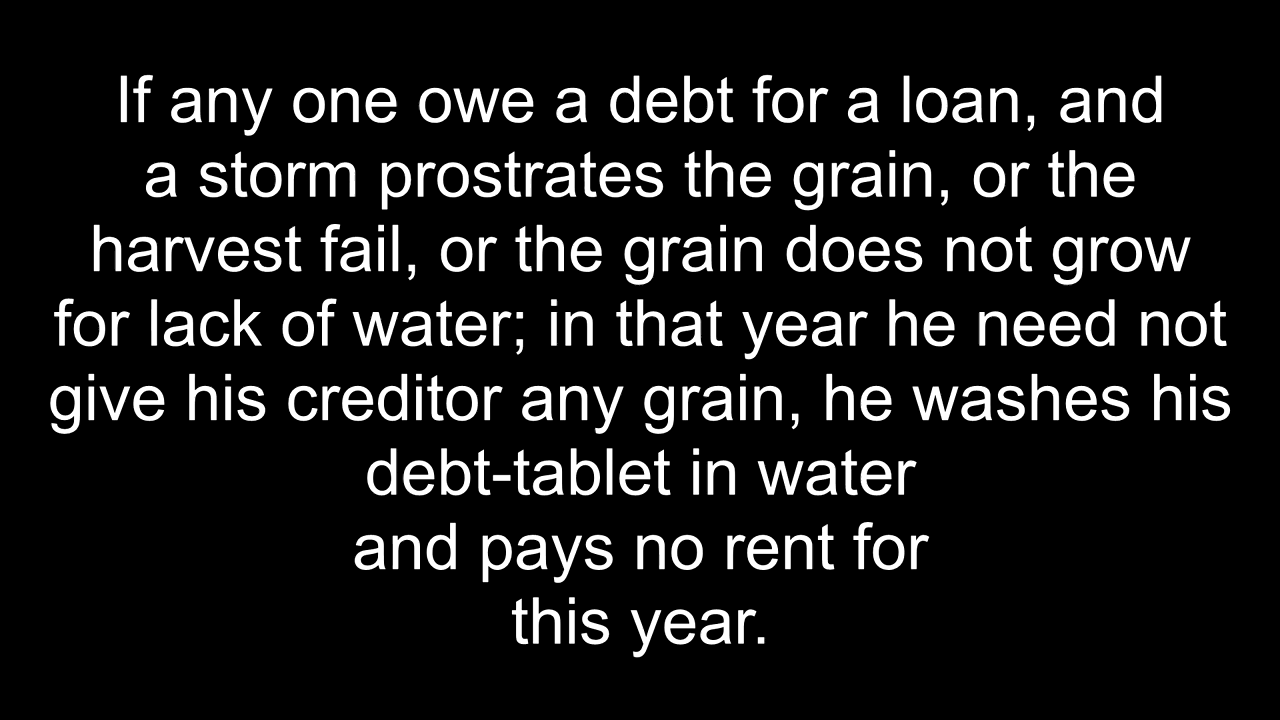 If any one owe a debt for a loan, and
a storm prostrates the grain, or the
harvest fail, or the grain does not grow
for lack of water; in that year he need not
give his creditor any grain, he washes his
debt-tablet in water
and pays no rent for
this year.